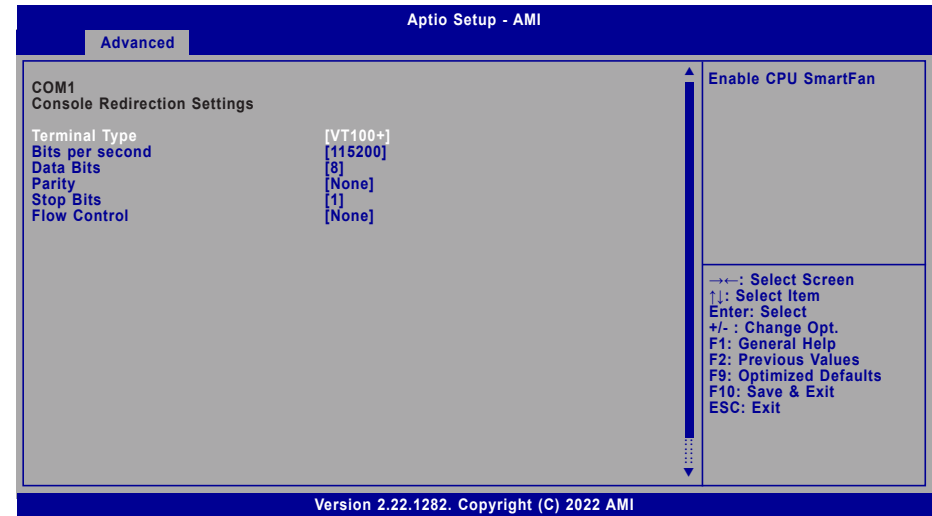 Aptio Setup - AMI
Advanced
COM1
Console Redirection Settings
Terminal Type [VT100+]
Bits per second [115200]
Data Bits [8]
Parity [None]
Stop Bits [1]
Flow Control [None]
Enable CPU SmartFan
→←: Select Screen
↑↓: Select Item
Enter: Select
+/- : Change Opt.
F1: General Help
F2: Previous Values
F9: Optimized Defaults
F10: Save & Exit
ESC: Exit
Version 2.22.1282. Copyright (C) 2022 AMI